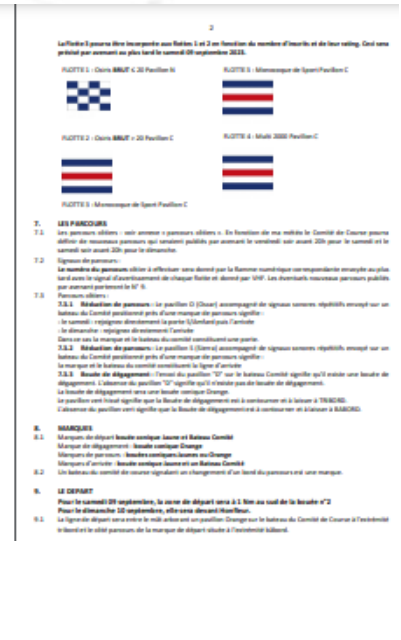 2
La Flotte 3 pourra être incorporée aux flottes 1 et 2 en fonction du nombre d'inscrits et de leur rating. Ceci sera
précisé par avenant au plus tard le samedi 09 septembre 2023.
FLOTTE 1 : Osiris BRUT ≤ 20 Pavillon N
FLOTTE 5 : Monocoque de Sport Pavillon C
FLOTTE 2 : Osiris BRUT > 20 Pavillon C
FLOTTE 4 : Multi 2000 Pavillon C
FLOTTE 3 : Monocoque de Sport Pavillon C
7. LES PARCOURS
7.1 Les parcours côtiers : voir annexe « parcours côtiers ». En fonction de ma météo le Comité de Course pourra
définir de nouveaux parcours qui seraient publiés par avenant le vendredi soir avant 20h pour le samedi et le
samedi soir avant 20h pour le dimanche.
7.2 Signaux de parcours :
Le numéro du parcours côtier à effectuer sera donné par la flamme numérique correspondante envoyée au plus
tard avec le signal d'avertissement de chaque flotte et donné par VHF. Les éventuels nouveaux parcours publiés
par avenant porteront le N° 9.
7.3 Parcours côtiers :
7.3.1 Réduction de parcours : Le pavillon O (Oscar) accompagné de signaux sonores répétitifs envoyé sur un
bateau du Comité positionné près d'une marque de parcours signifie :
- le samedi : rejoignez directement la porte puis l'arrivée
- le dimanche : rejoignez directement l'arrivée
Dans ce cas la marque et le bateau du comité constituent une porte.
7.3.2 Réduction de parcours : Le pavillon S (Sierra) accompagné de signaux sonores répétitifs envoyé sur un
bateau du Comité positionné près d'une marque de parcours signifie :
la marque et le bateau du comité constituent la ligne d'arrivée
7.3.3 Bouée de dégagement : l'envoi du pavillon "D" sur le bateau Comité signifie qu'il existe une bouée de
dégagement. L'absence du pavillon "D" signifie qu'il n'existe pas de bouée de dégagement.
La bouée de dégagement sera une bouée conique Orange.
Le pavillon vert hissé signifie que la Bouée de dégagement est à contourner et à laisser à TRIBORD.
L'absence du pavillon vert signifie que la Bouée de dégagement est à contourner et à laisser à BABORD.
8. MARQUES
8.1 Marques de départ bouée conique Jaune et Bateau Comité
Marque de dégagement : bouée conique Orange
Marques de parcours : bouées coniques Jaunes ou Orange
Marques d'arrivée : bouée conique Jaune et un Bateau Comité
8.2 Un bateau du comité de course signalant un changement d'un bord du parcours est une marque.
9. LE DEPART
Pour le samedi 09 septembre, la zone de départ sera à 1 Nm au sud de la bouée n°2
Pour le dimanche 10 septembre, elle sera devant Honfleur.
9.1 La ligne de départ sera entre le mât arborant un pavillon Orange sur le bateau du Comité de Course à l'extrémité
tribord et le côté parcours de la marque de départ située à l'extrémité bâbord.